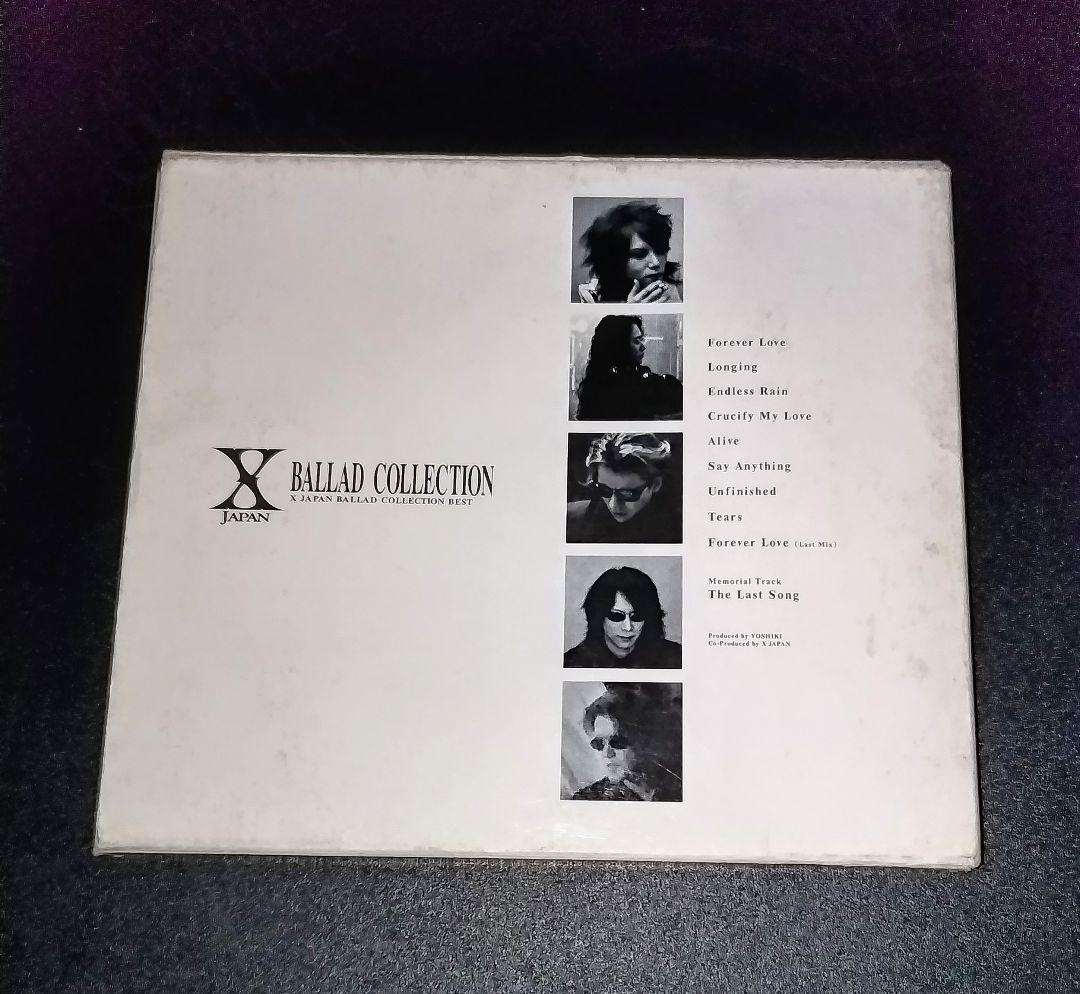 X
JAPAN
BALLAD COLLECTION
X JAPAN BALLAD COLLECTION BEST
Forever Love
Longing
Endless Rain
Crucify My Love
Alive
Say Anything
Unfinished
Tears
Forever Love (Last Mix)
Memorial Track
The Last Song
Produced by YOSHIKI
Co-Produced by X JAPAN